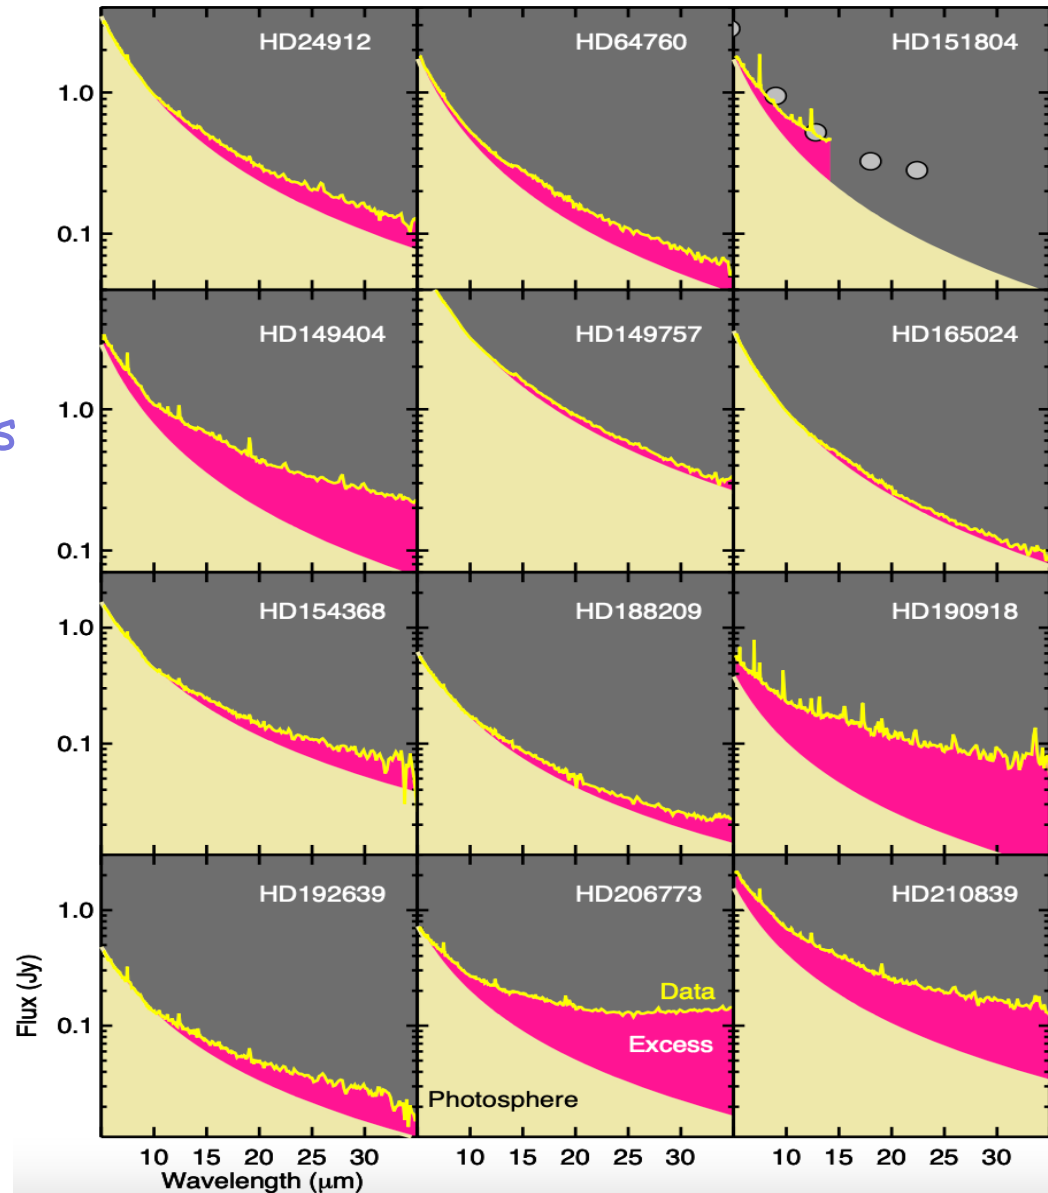 HD24912
HD64760
HD151804
1.0
0.1
HD149404
HD149757
HD165024
1.0
s
0.1
HD154368
HD188209
HD190918
1.0
0.1
HD192639
HD206773
HD210839
1.0
Flux (Jy)
Data
0.1
Excess
Photosphere
10 15 20 25 30 10 15 20 25 30 10 15 20 25 30
Wavelength (μm)